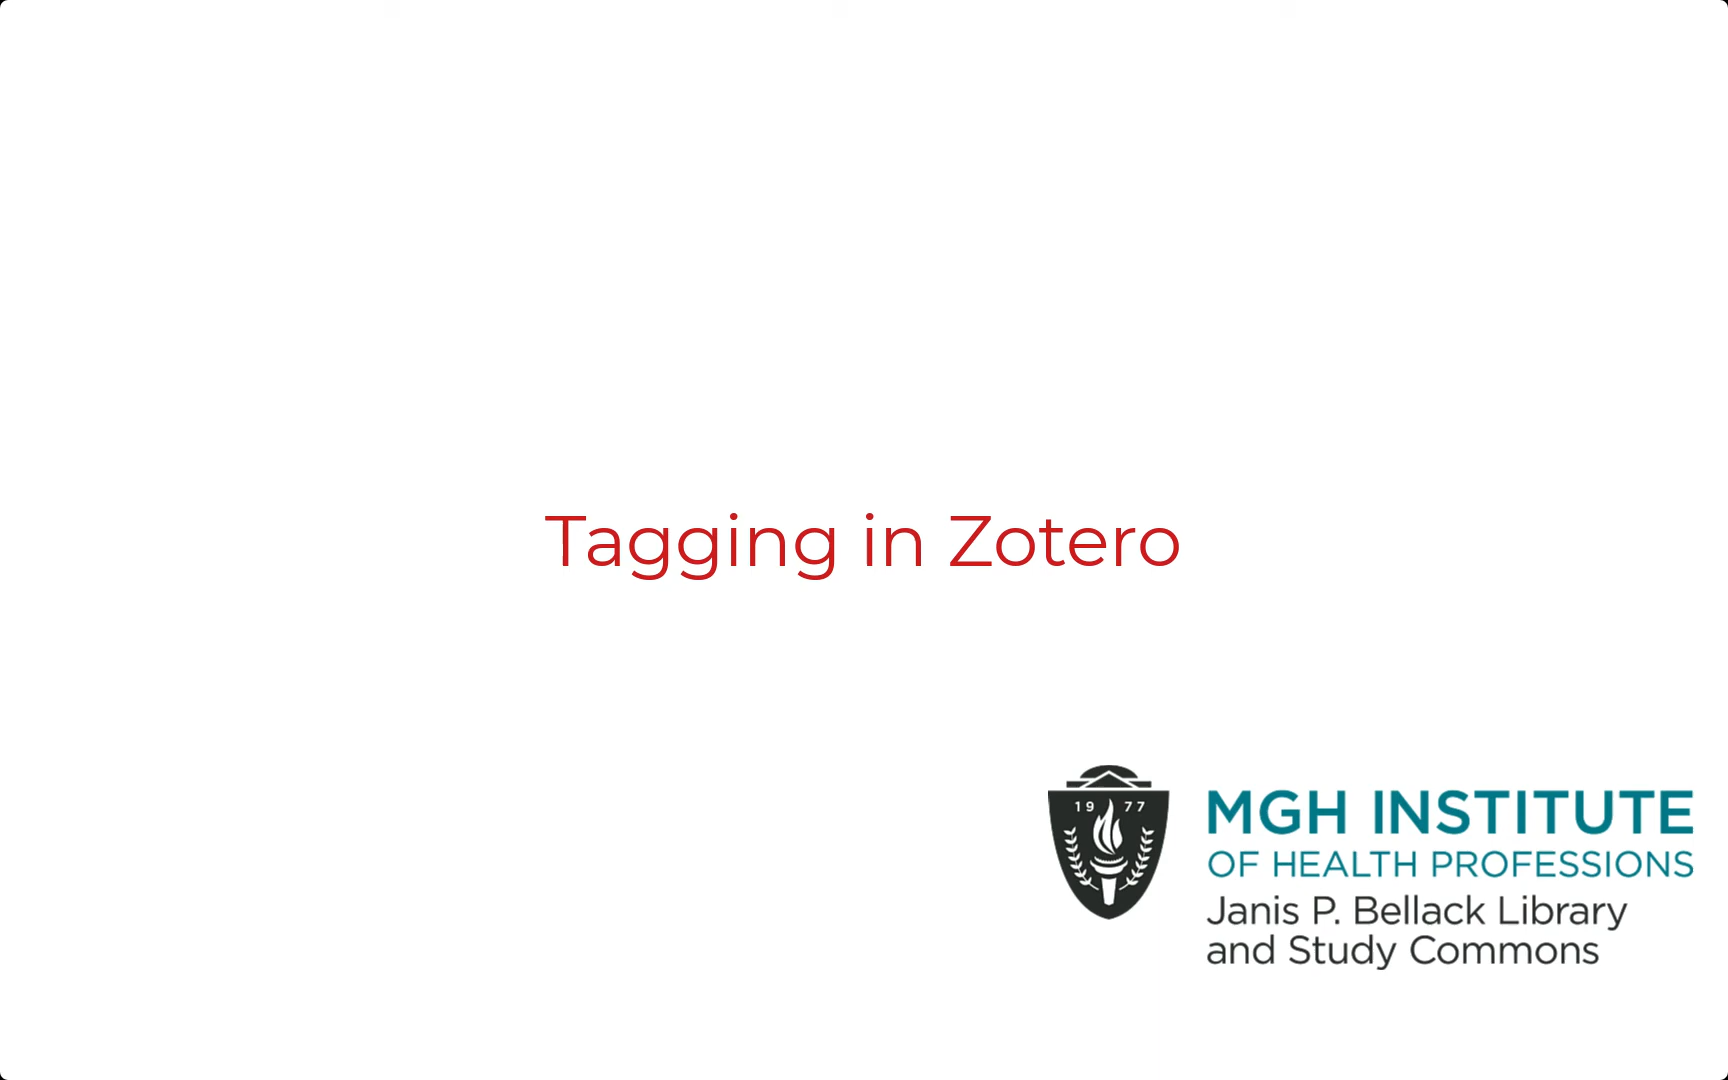 Tagging in Zotero
19 77
MGH INSTITUTE
OF HEALTH PROFESSIONS
Janis P. Bellack Library
and Study Commons